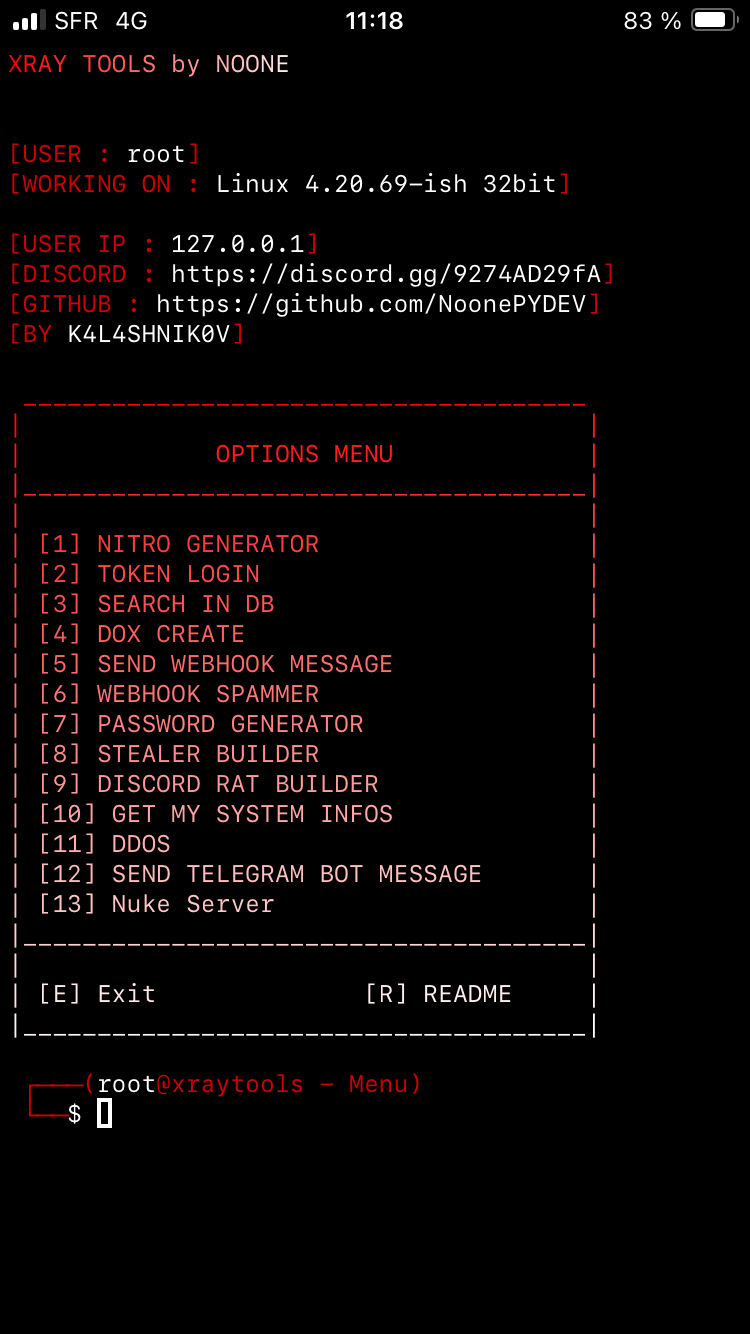 SFR 4G 11:18 83 %
XRAY TOOLS by NOONE
[USER : root]
[WORKING ON : Linux 4.20.69-ish 32bit]
[USER IP : 127.0.0.1]
[DISCORD : https://discord.gg/9274AD29fA]
[GITHUB : https://github.com/NoonePYDEV]
[BY K4L4SHNIK0V]
OPTIONS MENU
[1] NITRO GENERATOR
[2] TOKEN LOGIN
[3] SEARCH IN DB
[4] DOX CREATE
[5] SEND WEBHOOK MESSAGE
[6] WEBHOOK SPAMMER
[7] PASSWORD GENERATOR
[8] STEALER BUILDER
[9] DISCORD RAT BUILDER
[10] GET MY SYSTEM INFOS
[11] DDOS
[12] SEND TELEGRAM BOT MESSAGE
[13] Nuke Server
[E] Exit [R] README
(root@xraytools - Menu)
$